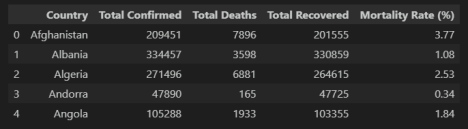 Country Total Confirmed Total Deaths Total Recovered Mortality Rate (%)
0 Afghanistan 209451 7896 201555 3.77
1 Albania 334457 3598 330859 1.08
2 Algeria 271496 6881 264615 2.53
3 Andorra 47890 165 47725 0.34
4 Angola 105288 1933 103355 1.84